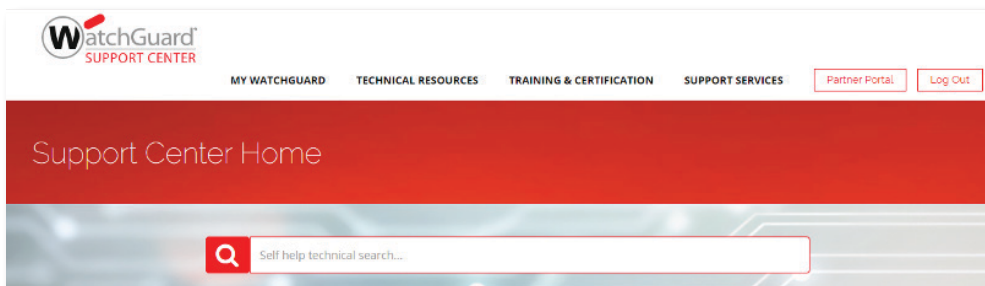 WatchGuard
SUPPORT CENTER
MY WATCHGUARD TECHNICAL RESOURCES TRAINING & CERTIFICATION SUPPORT SERVICES Partner Portal Log Out
Support Center Home
Self help technical search...